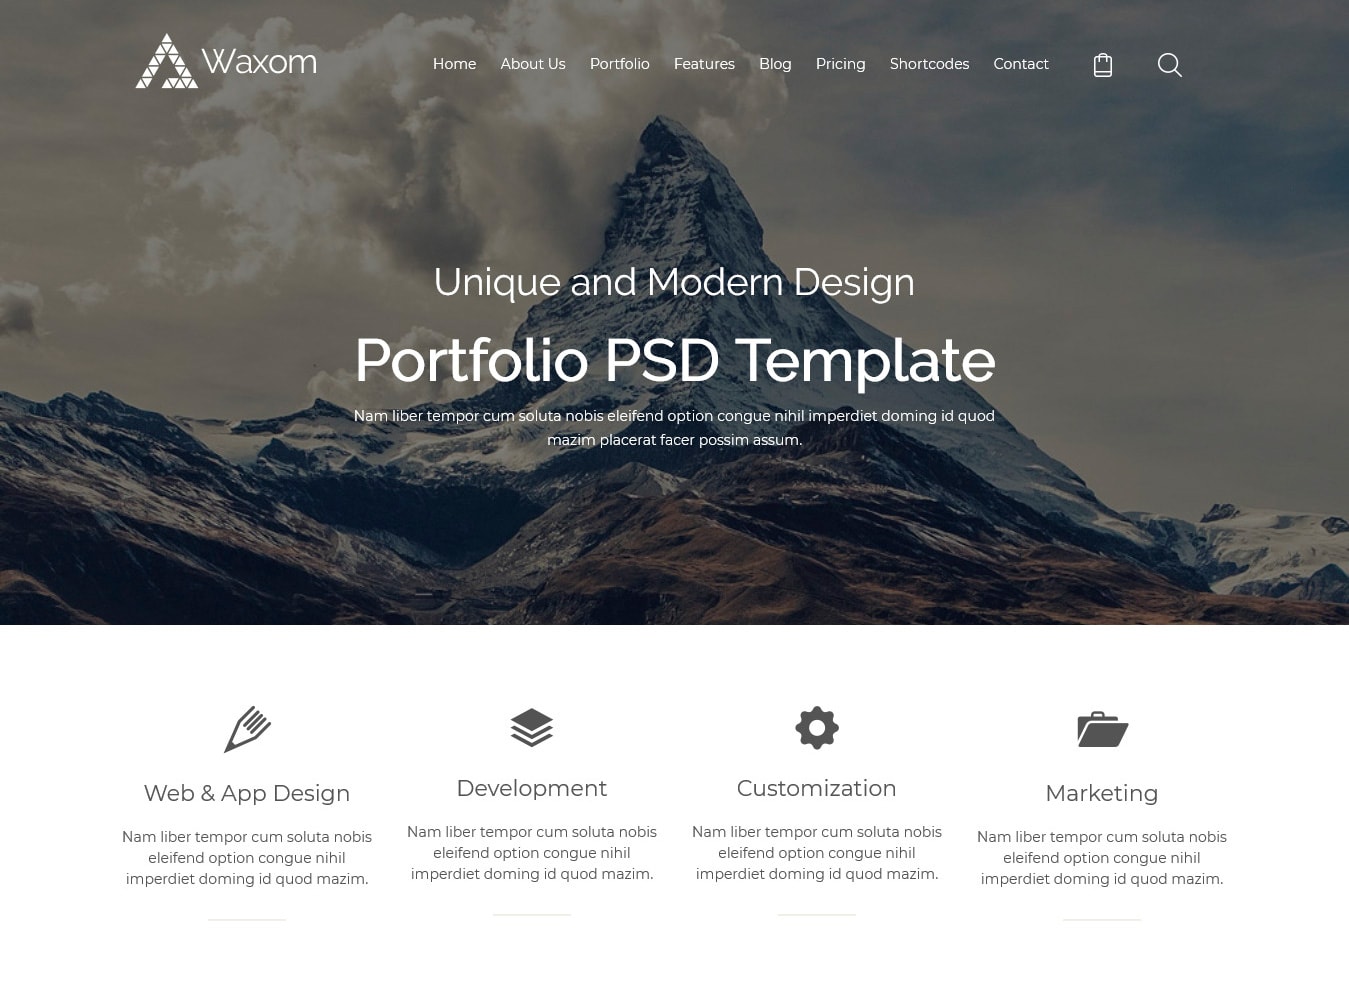 Waxom
Home About Us Portfolio Features Blog Pricing Shortcodes Contact
Unique and Modern Design
Portfolio PSD Template
Nam liber tempor cum soluta nobis eleifend option congue nihil imperdiet doming id quod
mazim placerat facer possim assum.
Web & App Design
Nam liber tempor cum soluta nobis
eleifend option congue nihil
imperdiet doming id quod mazim.
Development
Nam liber tempor cum soluta nobis
eleifend option congue nihil
imperdiet doming id quod mazim.
Customization
Nam liber tempor cum soluta nobis
eleifend option congue nihil
imperdiet doming id quod mazim.
Marketing
Nam liber tempor cum soluta nobis
eleifend option congue nihil
imperdiet doming id quod mazim.